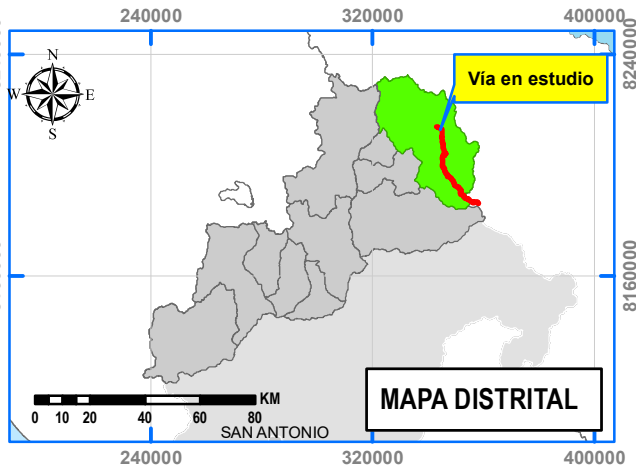 240000 320000 400000
8240000
8160000
N
W E
S
Vía en estudio
KM
0 10 20 40 60 80
MAPA DISTRITAL
SAN ANTONIO
240000 320000 400000